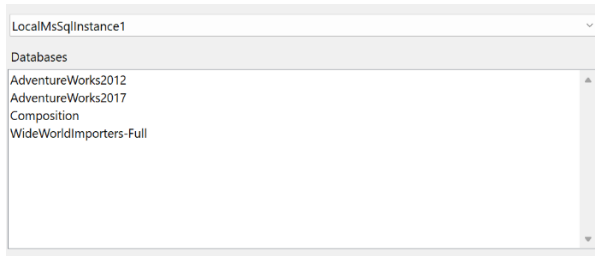 LocalMsSqlInstance1
Databases
AdventureWorks2012
AdventureWorks2017
Composition
WideWorldImporters-Full